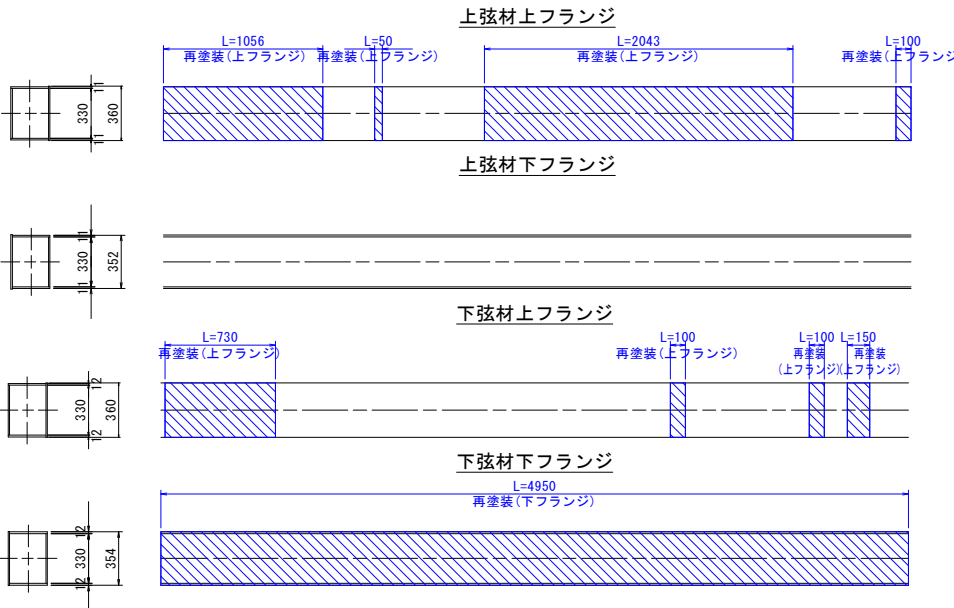 上弦材上フランジ
L=1056 L=50 L=2043 L=100
再塗装(上フランジ) 再塗装(上フランジ) 再塗装(上フランジ) 再塗装(上フランジ
11 330 11 360
上弦材下フランジ
11 330 11 352
下弦材上フランジ
L=730 L=100 L=100 L=150
再塗装(上フランジ) 再塗装(上フランジ) 再塗装 再塗装
(上フランジ) (上フランジ)
12 330 12 360
下弦材下フランジ
L=4950
再塗装(下フランジ)
12 330 12 354